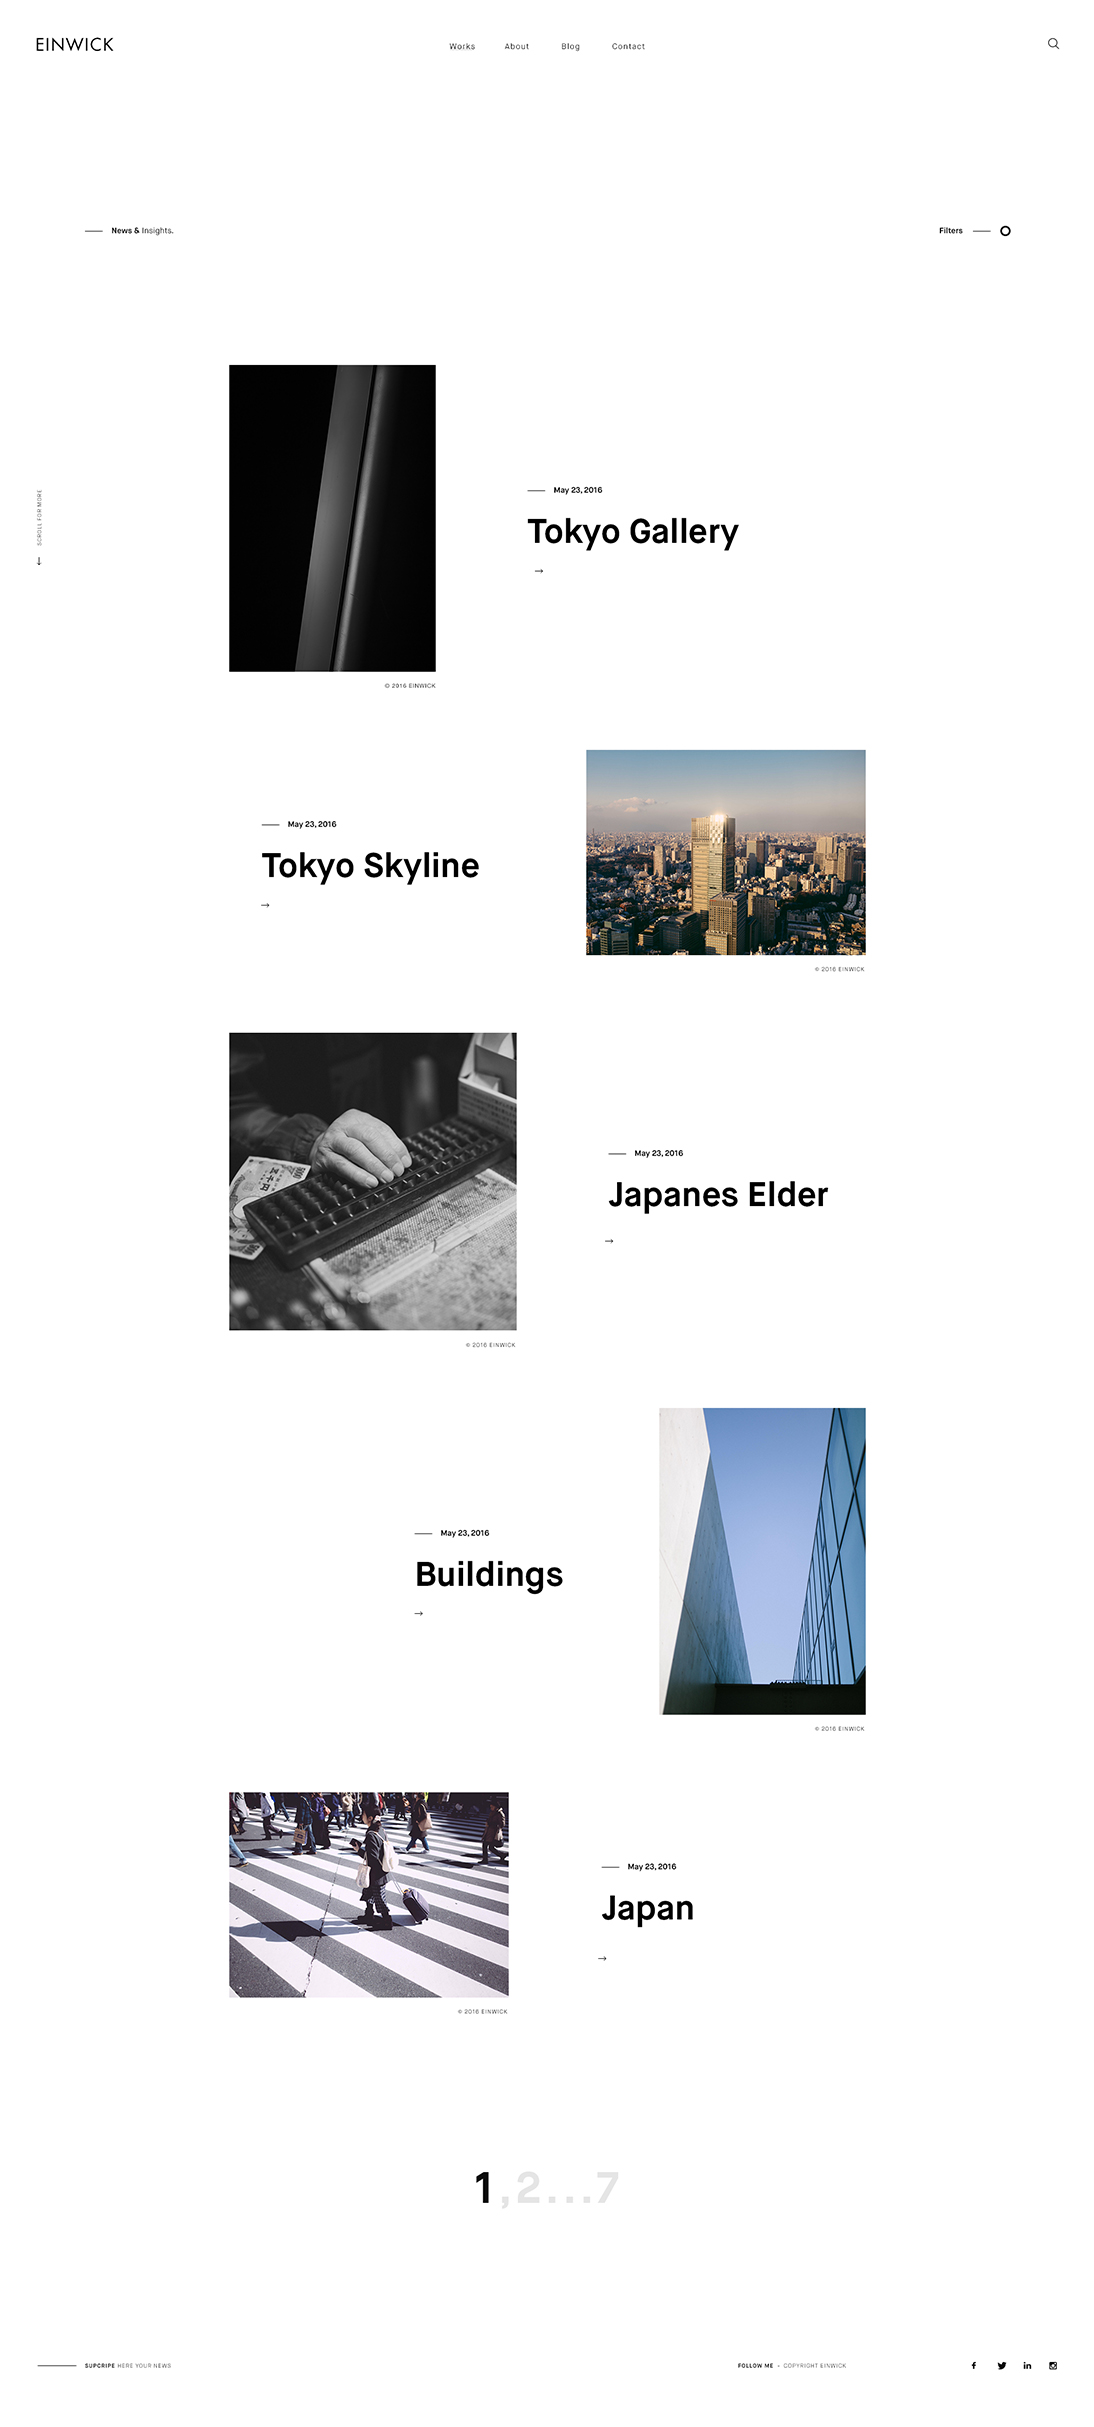 EINWICK
Works About Blog Contact
News & Insights.
Filters
SCROLL FOR MORE
May 23, 2016
Tokyo Gallery
© 2016 EINWICK
May 23, 2016
Tokyo Skyline
© 2016 EINWICK
May 23, 2016
Japanes Elder
© 2016 EINWICK
May 23, 2016
Buildings
© 2016 EINWICK
May 23, 2016
Japan
© 2016 EINWICK
1,2...7
SUPCRIPE HERE YOUR NEWS
FOLLOW ME - COPYRIGHT EINWICK